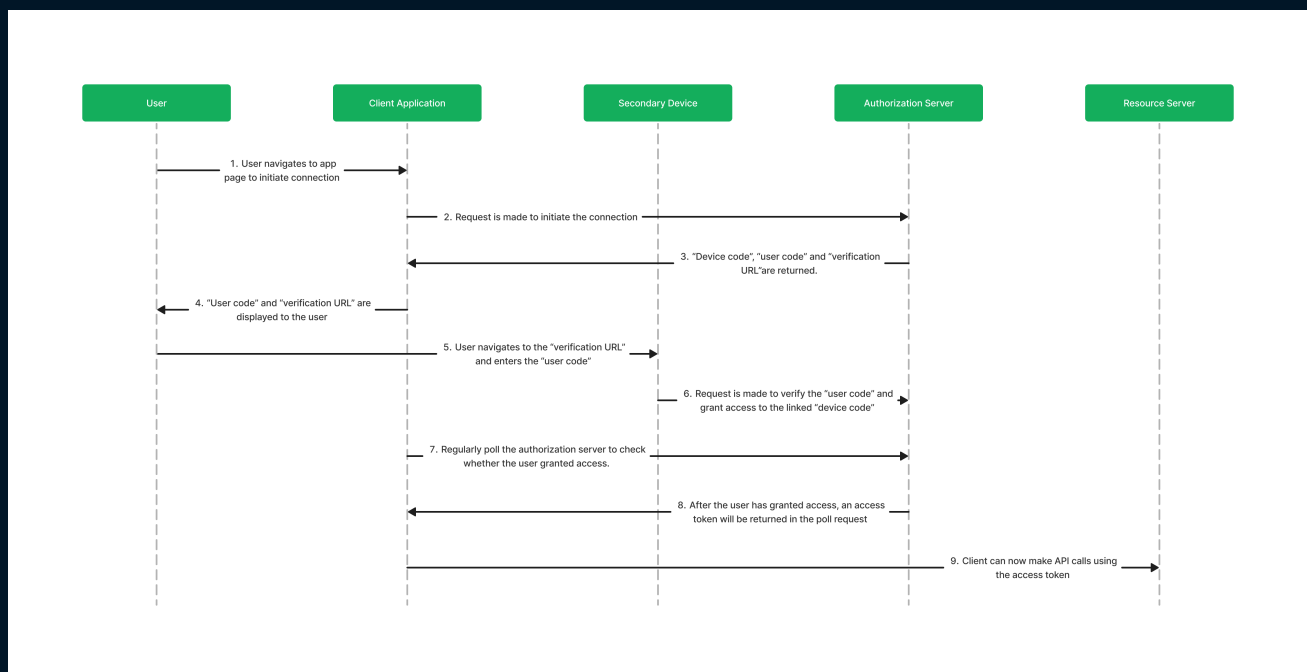 User
Client Application
Secondary Device
Authorization Server
Resource Server
1. User navigates to app
page to initiate connection
2. Request is made to initiate the connection
3. "Device code", "user code" and "verification
URL"are returned.
4. "User code" and "verification URL" are
displayed to the user
5. User navigates to the "verification URL"
and enters the "user code"
6. Request is made to verify the "user code" and
grant access to the linked "device code"
7. Regularly poll the authorization server to check
whether the user granted access.
8. After the user has granted access, an access
token will be returned in the poll request
9. Client can now make API calls using
the access token